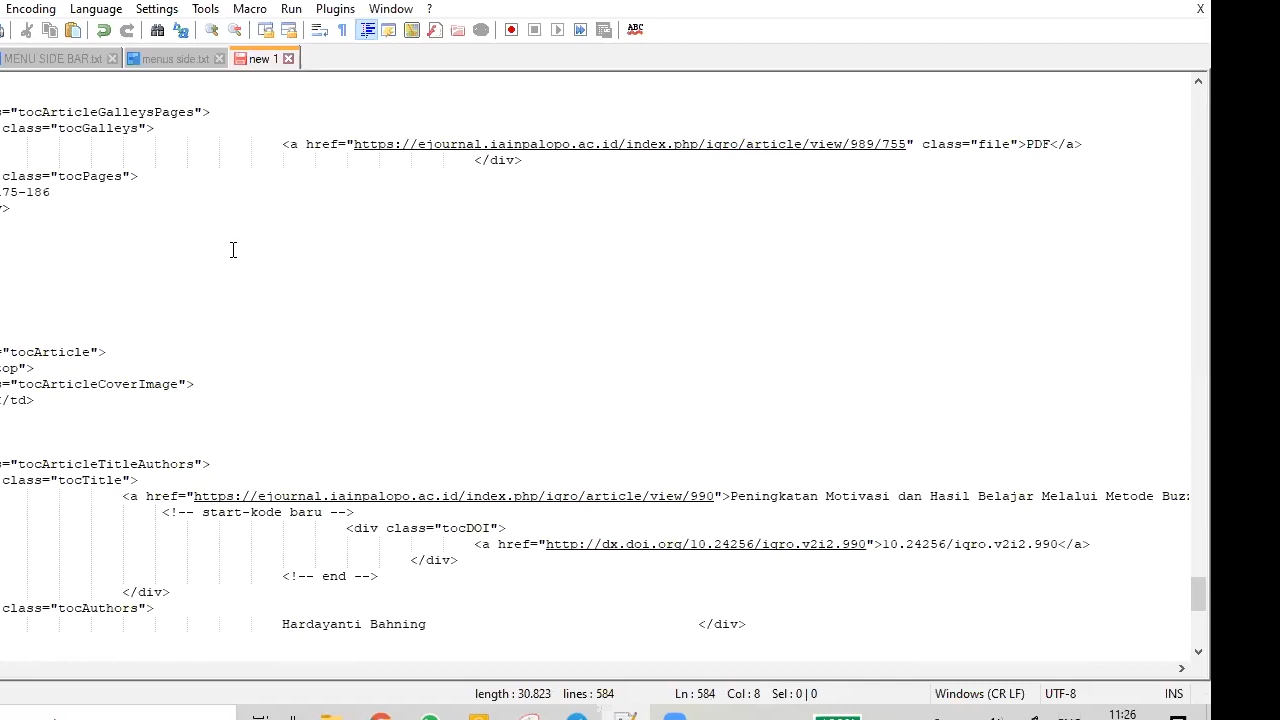 Encoding Language Settings Tools Macro Run Plugins Window ? X
ABC
MENU SIDE BAR.txt menus side.txt new 1
="tocArticleGalleysPages">
class="tocGalleys">
<a href="https://ejournal.iainpalopo.ac.id/index.php/iqro/article/view/989/755" class="file">PDF</a>
</div>
class="tocPages">
175-186
>
="tocArticle">
op">
="tocArticleCoverImage">
/td>
="tocArticleTitleAuthors">
class="tocTitle">
<a href="https://ejournal.iainpalopo.ac.id/index.php/iqro/article/view/990">Peningkatan Motivasi dan Hasil Belajar Melalui Metode Buzz
<!-- start-kode baru -->
<div class="tocDOI">
<a href="http://dx.doi.org/10.24256/iqro.v2i2.990">10.24256/iqro.v2i2.990</a>
</div>
<!-- end -->
</div>
class="tocAuthors">
Hardayanti Bahning </div>
length : 30.823 lines : 584 Ln : 584 Col : 8 Sel : 0 | 0 Windows (CR LF) UTF-8 INS
11:26